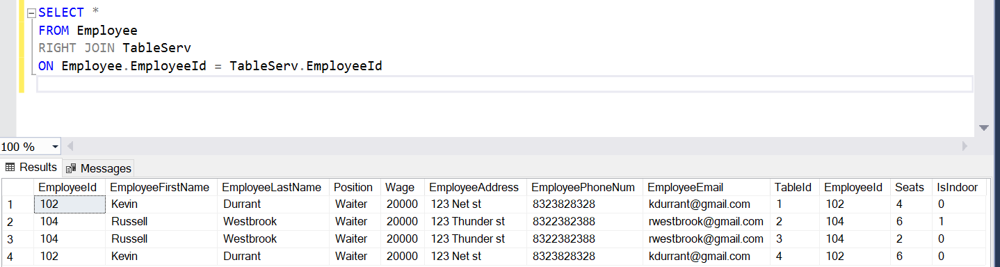 SELECT *
FROM Employee
RIGHT JOIN TableServ
ON Employee.EmployeeId = TableServ.EmployeeId
100 %
Results Messages
EmployeeId EmployeeFirstName EmployeeLastName Position Wage EmployeeAddress EmployeePhoneNum EmployeeEmail TableId EmployeeId Seats IsIndoor
1 102 Kevin Durrant Waiter 20000 123 Net st 8323828328 kdurrant@gmail.com 1 102 4 0
2 104 Russell Westbrook Waiter 20000 123 Thunder st 8322382388 rwestbrook@gmail.com 2 104 6 1
3 104 Russell Westbrook Waiter 20000 123 Thunder st 8322382388 rwestbrook@gmail.com 3 104 2 0
4 102 Kevin Durrant Waiter 20000 123 Net st 8323828328 kdurrant@gmail.com 4 102 6 0